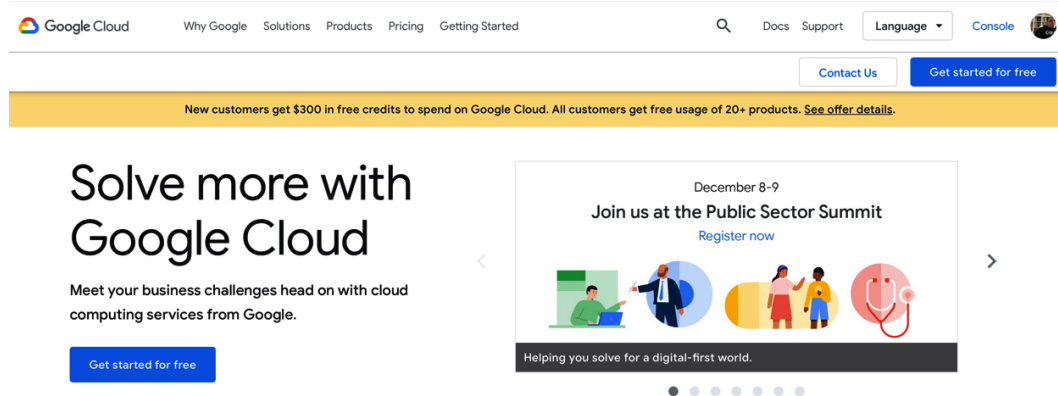 Google Cloud
Why Google Solutions Products Pricing Getting Started
Docs Support Language Console
Contact Us Get started for free
New customers get $300 in free credits to spend on Google Cloud. All customers get free usage of 20+ products. See offer details.
Solve more with
Google Cloud
Meet your business challenges head on with cloud
computing services from Google.
Get started for free
December 8-9
Join us at the Public Sector Summit
Register now
Helping you solve for a digital-first world.